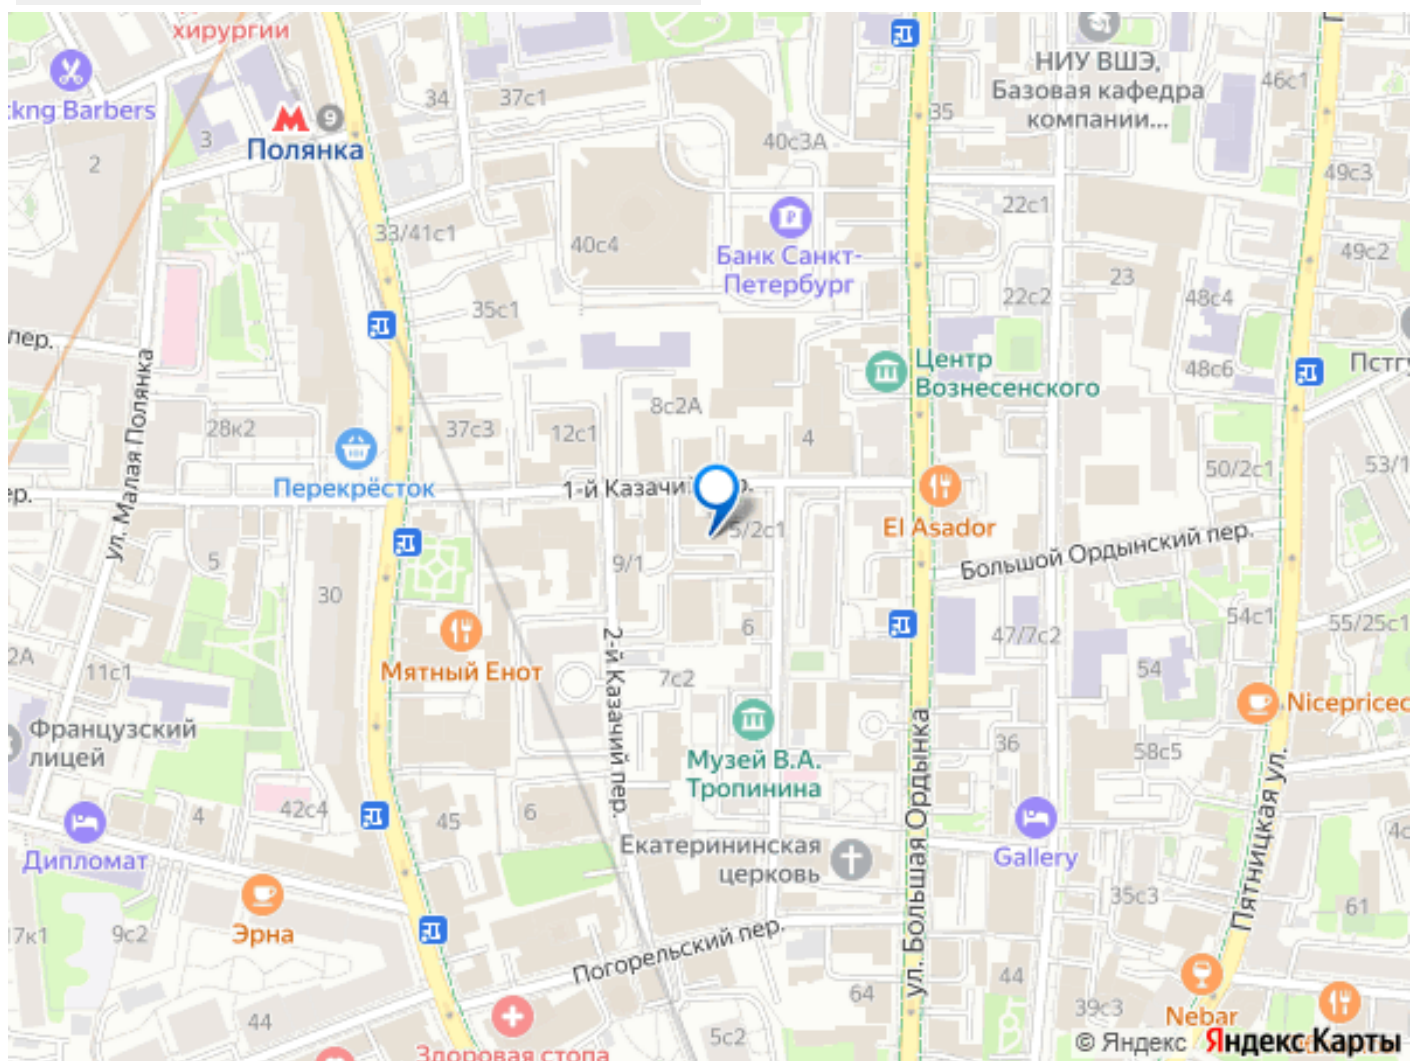 хирургии
kng Barbers
34
37с1
3
9
Полянка
2
40с3А
35
НИУ ВШЭ,
Базовая кафедра
компании...
46с1
49с3
33/41с1
40с4
Банк Санкт-
Петербург
22с1
49с2
23
22с2
48с4
35с1
пер.
ул. Малая Полянка
Центр
Вознесенского
48с6
Пстгу
28к2
37с3
12с1
8с2А
4
Перекрёсток
1-й Казачи
р.
р.
El Asador
50/2с1
53/1
5/2с1
Большой Ордынский пер.
5
30
9/1
2-й Казачий пер.
6
Мятный Енот
7с2
47/7с2
54с1
55/25с1
54
2А
11с1
Французский
лицей
Музей В.А.
Тропинина
ул. Большая Ордынка
36
58с5
Nicepriced
Пятницкая ул.
4
42с4
45
6
Дипломат
Екатерининская
церковь
Gallery
4с
35с3
61
Эрна
17к1
9с2
Погорельский пер.
44
64
44
5с2
39с3
Nebar
Здоровая стопа
© Яндекс Яндекс Карты